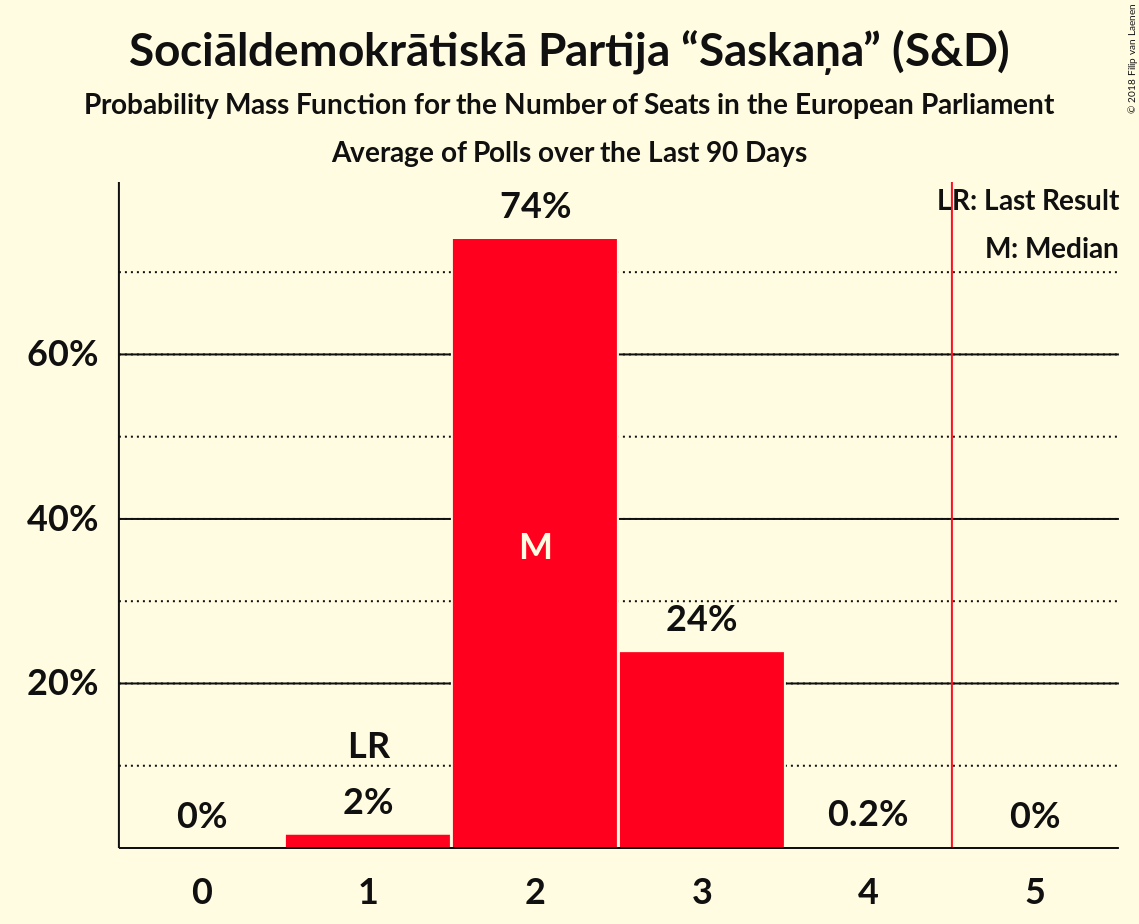 Sociāldemokrātiskā Partija “Saskaņa” (S&D)
Probability Mass Function for the Number of Seats in the European Parliament
Average of Polls over the Last 90 Days
© 2018 Filip van Laenen
LR: Last Result
M: Median
74%
60%
40%
M
24%
20%
LR
0%
2%
0.2%
0%
0 1 2 3 4 5